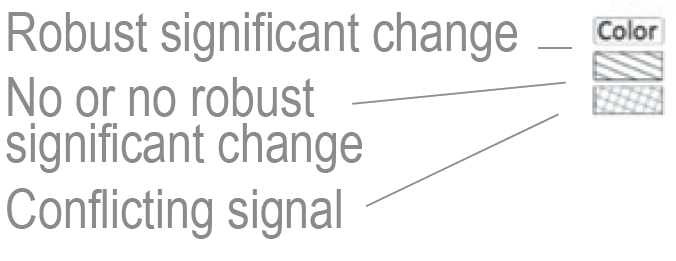 Robust significant change
Color
No or no robust
significant change
Conflicting signal